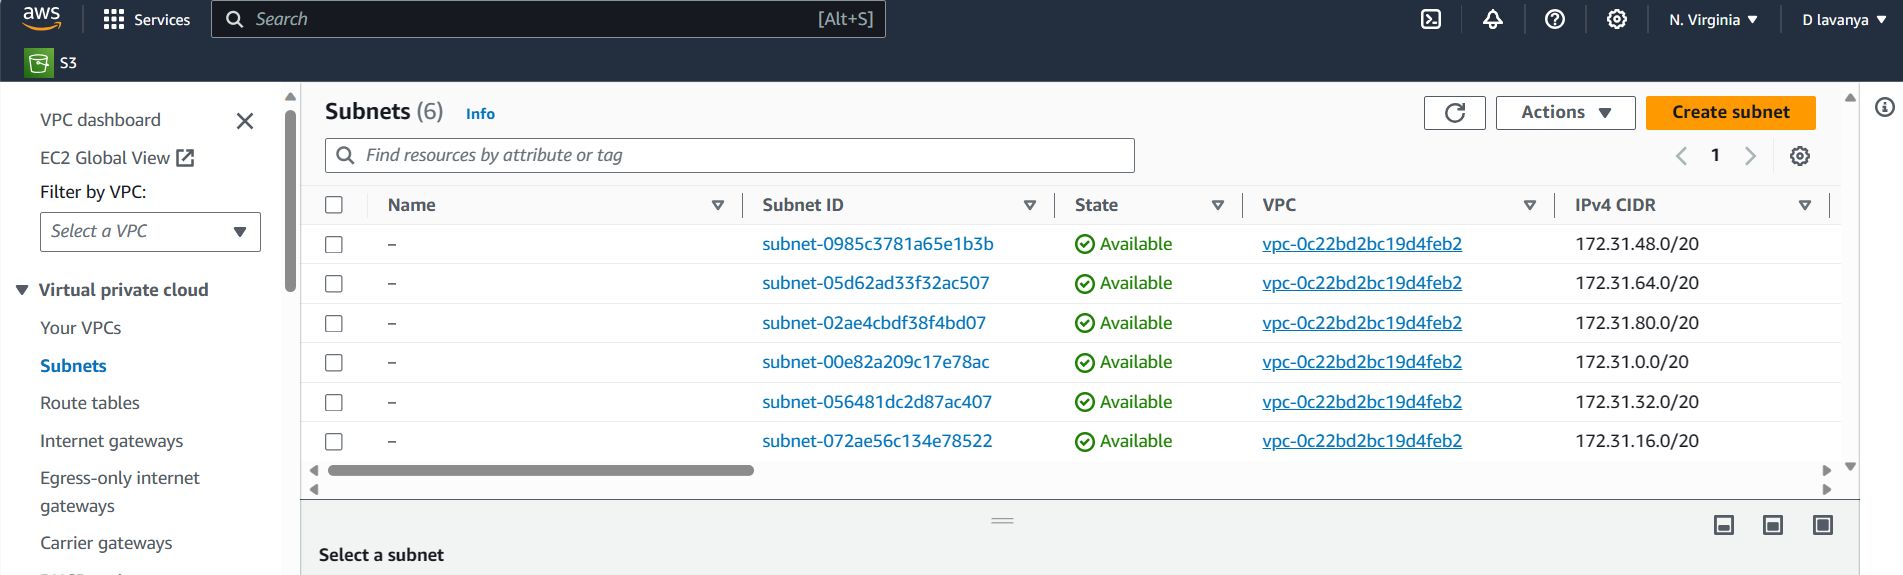 aws Services Search [Alt+S] N. Virginia D lavanya
S3
VPC dashboard
EC2 Global View
Filter by VPC:
Select a VPC
Virtual private cloud
Your VPCs
Subnets
Route tables
Internet gateways
Egress-only internet
gateways
Carrier gateways
Subnets (6) Info Actions Create subnet
Find resources by attribute or tag 1
Name Subnet ID State VPC IPv4 CIDR
– subnet-0985c3781a65e1b3b Available vpc-0c22bd2bc19d4feb2 172.31.48.0/20
– subnet-05d62ad33f32ac507 Available vpc-0c22bd2bc19d4feb2 172.31.64.0/20
– subnet-02ae4cbdf38f4bd07 Available vpc-0c22bd2bc19d4feb2 172.31.80.0/20
– subnet-00e82a209c17e78ac Available vpc-0c22bd2bc19d4feb2 172.31.0.0/20
– subnet-056481dc2d87ac407 Available vpc-0c22bd2bc19d4feb2 172.31.32.0/20
– subnet-072ae56c134e78522 Available vpc-0c22bd2bc19d4feb2 172.31.16.0/20
Select a subnet